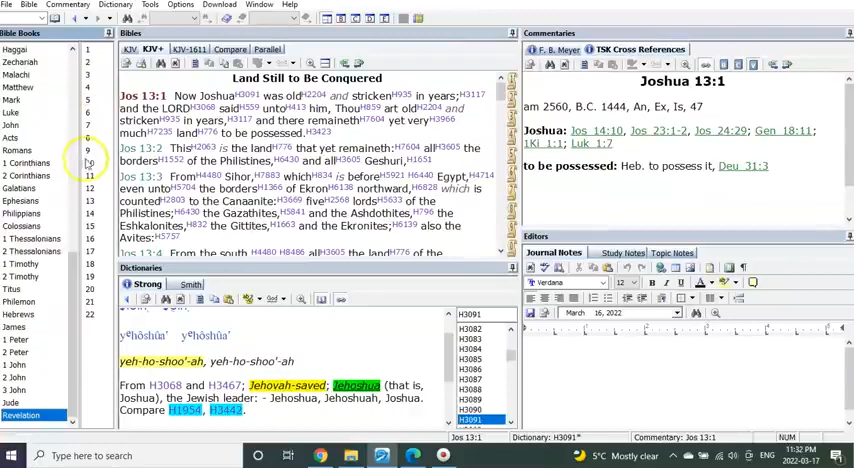 File View Bible Commentary Dictionary Tools Options Download Window Help
Bible Books
Haggai
Zechariah
Malachi
Matthew
Mark
Luke
John
Acts
Romans
1 Corinthians
2 Corinthians
Galatians
Ephesians
Philippians
Colossians
1 Thessalonians
2 Thessalonians
1 Timothy
2 Timothy
Titus
Philemon
Hebrews
James
1 Peter
2 Peter
1 John
2 John
3 John
Jude
Revelation
1
2
3
4
5
6
7
8
9
11
12
13
14
15
16
17
18
19
20
21
22
Bibles
KJV KJV+ KJV-1611 Compare Parallel
Land Still to Be Conquered
Jos 13:1 Now JoshuaH3091 was oldH2204 and strickenH935 in years;H3117
and the LORDH3068 saidH559 untoH413 him, ThouH859 art oldH2204 and
strickenH935 in years,H3117 and there remainethH7604 yet veryH3966
muchH7235 landH776 to be possessed.H3423
Jos 13:2 ThisH2063 is the landH776 that yet remaineth:H7604 allH3605 the
bordersH1552 of the Philistines,H6430 and allH3605 Geshuri,H1651
Jos 13:3 FromH4480 Sihor,H7883 whichH834 is beforeH5921 H6440 Egypt,H4714
even untoH5704 the bordersH1366 of EkronH6138 northward,H6828 which is
countedH2803 to the Canaanite:H3669 fiveH2568 lordsH5633 of the
Philistines;H6430 the Gazathites,H5841 and the Ashdothites,H796 the
Eshkalonites,H832 the Gittites,H1663 and the Ekronites;H6139 also the
Avites:H5757
Jos 13:4 From the southH4480 H8486 allH3605 the landH776 of the
Dictionaries
Strong Smith
God
yehôshûa‛ yehôshûa‛
yeh-ho-shoo'-ah, yeh-ho-shoo'-ah
From H3068 and H3467; Jehovah-saved; Jehoshua (that is,
Joshua), the Jewish leader: - Jehoshua, Jehoshuah, Joshua.
Compare H1954, H3442.
H3091
H3082
H3083
H3084
H3085
H3086
H3087
H3088
H3089
H3090
H3091
Commentaries
F. B. Meyer TSK Cross References
Joshua 13:1
am 2560, B.C. 1444, An, Ex, Is, 47
Joshua: Jos 14:10, Jos 23:1-2, Jos 24:29; Gen 18:11;
1Ki 1:1; Luk 1:7
to be possessed: Heb. to possess it, Deu 31:3
Editors
Journal Notes Study Notes Topic Notes
Verdana 12 B I U A
March 16, 2022
1 2 3 4 5
Jos 13:1 Dictionary: H3091" Commentary: Jos 13:1 NUM
Type here to search
5°C Mostly clear
ENG
11:32 PM
2022-03-17